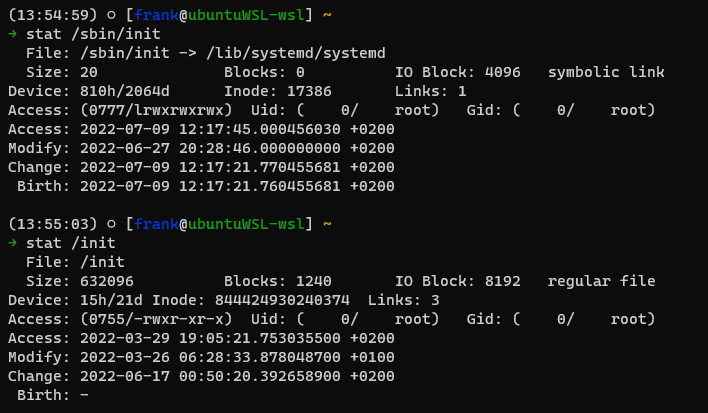 (13:54:59) ○ [frank@ubuntuWSL-wsl] ~
→ stat /sbin/init
  File: /sbin/init -> /lib/systemd/systemd
  Size: 20              Blocks: 0          IO Block: 4096   symbolic link
Device: 810h/2064d      Inode: 17386       Links: 1
Access: (0777/lrwxrwxrwx)  Uid: (    0/    root)   Gid: (    0/    root)
Access: 2022-07-09 12:17:45.000456030 +0200
Modify: 2022-06-27 20:28:46.000000000 +0200
Change: 2022-07-09 12:17:21.770455681 +0200
 Birth: 2022-07-09 12:17:21.760455681 +0200
(13:55:03) ○ [frank@ubuntuWSL-wsl] ~
→ stat /init
  File: /init
  Size: 632096          Blocks: 1240       IO Block: 8192   regular file
Device: 15h/21d Inode: 844424930240374  Links: 3
Access: (0755/-rwxr-xr-x)  Uid: (    0/    root)   Gid: (    0/    root)
Access: 2022-03-29 19:05:21.753035500 +0200
Modify: 2022-03-26 06:28:33.878048700 +0100
Change: 2022-06-17 00:50:20.392658900 +0200
 Birth: -